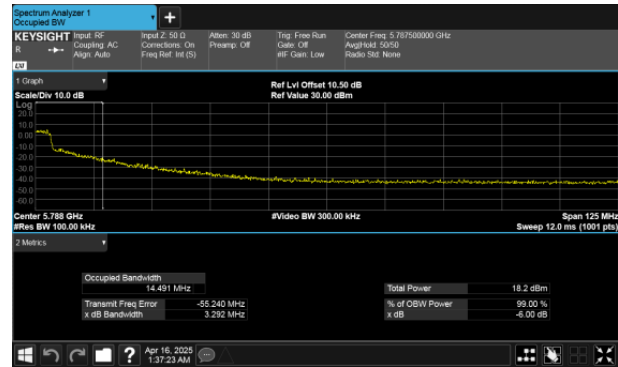 Spectrum Analyzer 1
Occupied BW
+
KEYSIGHT
R
LXI
Input: RF
Coupling: AC
Align: Auto
Input Z: 50 Ω
Corrections: On
Freq Ref: Int (S)
Atten: 30 dB
Preamp: Off
Trig: Free Run
Gate: Off
#IF Gain: Low
Center Freq: 5.787500000 GHz
Avg|Hold: 50/50
Radio Std: None
1 Graph
Scale/Div 10.0 dB
Ref Lvl Offset 10.50 dB
Ref Value 30.00 dBm
Log
20.0
10.0
0.00
-10.0
-20.0
-30.0
-40.0
-50.0
-60.0
Center 5.788 GHz
#Res BW 100.00 kHz
#Video BW 300.00 kHz
Span 125 MHz
Sweep 12.0 ms (1001 pts)
2 Metrics
Occupied Bandwidth
14.491 MHz
Transmit Freq Error -55.240 MHz
x dB Bandwidth 3.292 MHz
Total Power 18.2 dBm
% of OBW Power 99.00 %
x dB -6.00 dB
?
Apr 16, 2025
1:37:23 AM